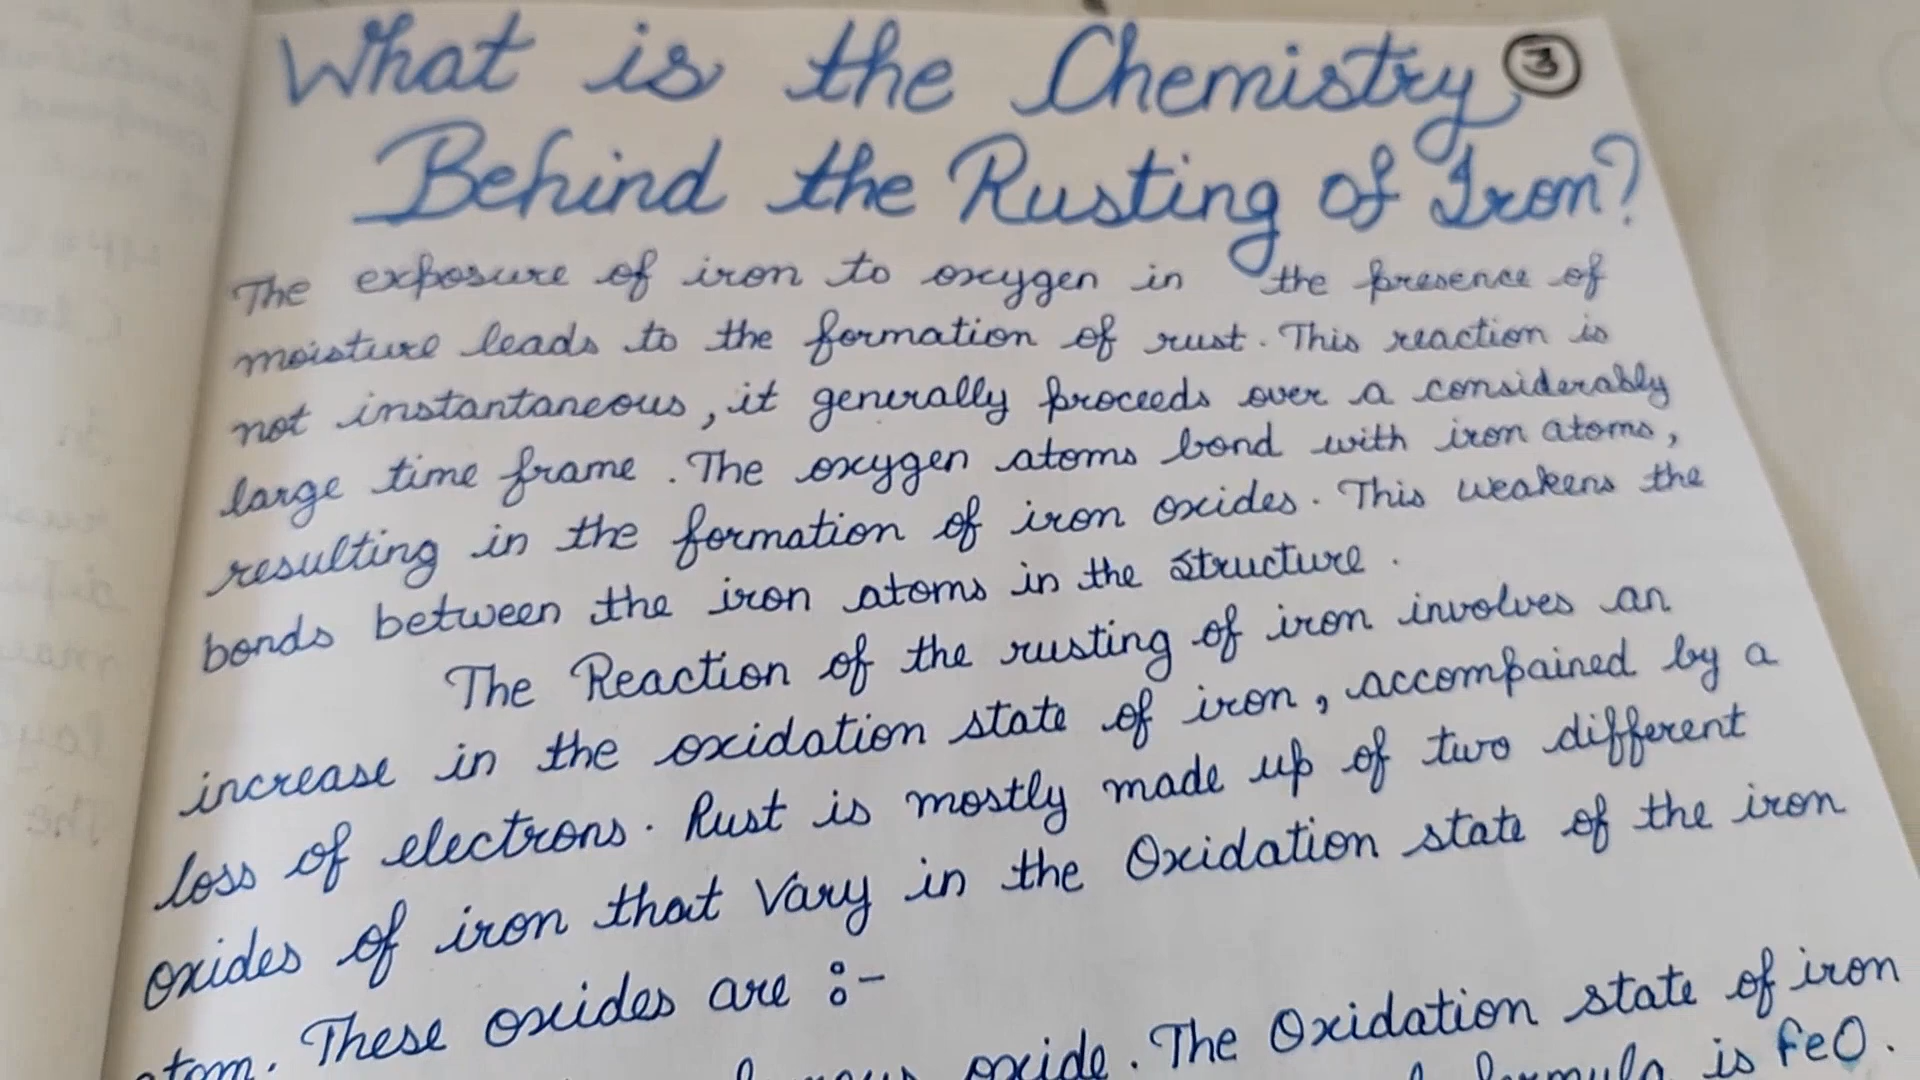 What is the Chemistry 3
Behind the Rusting of Iron?
The exposure of iron to oxygen in the presence of
moisture leads to the formation of rust. This reaction is
not instantaneous, it generally proceeds over a considerably
large time frame. The oxygen atoms bond with iron atoms,
resulting in the formation of iron oxides. This weakens the
bonds between the iron atoms in the structure.
The Reaction of the rusting of iron involves an
increase in the oxidation state of iron, accompained by a
loss of electrons. Rust is mostly made up of two different
oxides of iron that vary in the Oxidation state of the iron
atom. These oxides are :-
oxide. The Oxidation state of iron
formula is FeO.